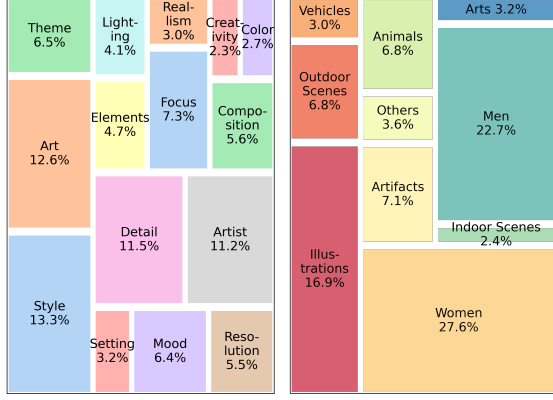 Theme
6.5%
Light-
ing
4.1%
Real-
lism
3.0%
Creat-
ivity
2.3%
Color
2.7%
Art
12.6%
Elements
4.7%
Focus
7.3%
Compo-
sition
5.6%
Detail
11.5%
Artist
11.2%
Style
13.3%
Setting
3.2%
Mood
6.4%
Reso-
lution
5.5%
Vehicles
3.0%
Animals
6.8%
Arts 3.2%
Outdoor
Scenes
6.8%
Others
3.6%
Men
22.7%
Illus-
trations
16.9%
Artifacts
7.1%
Indoor Scenes
2.4%
Women
27.6%